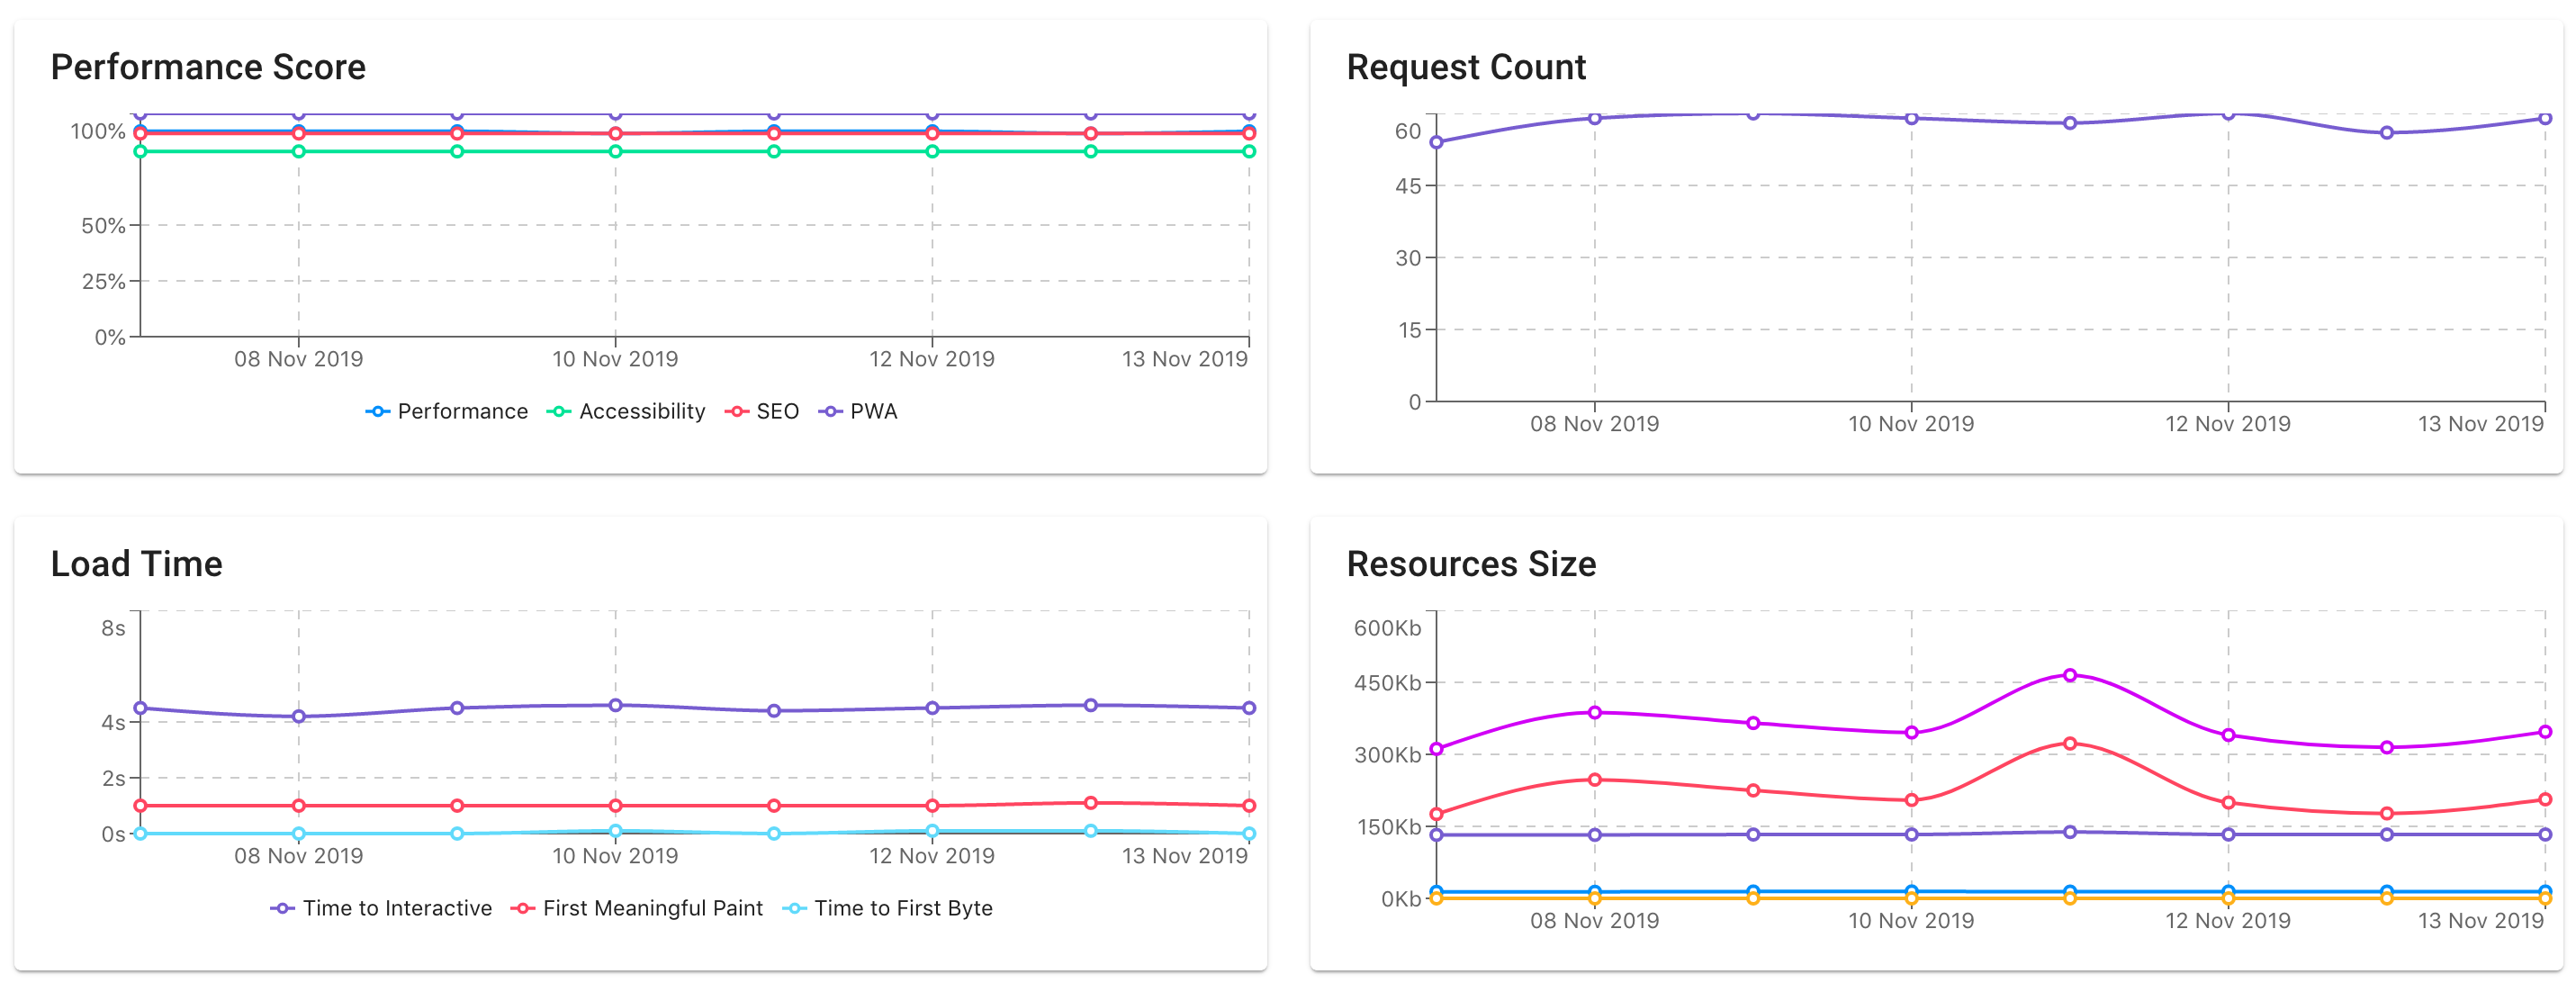 Performance Score
100%
50%
25%
0%
08 Nov 2019 10 Nov 2019 12 Nov 2019 13 Nov 2019
Performance Accessibility SEO PWA
Request Count
60
45
30
15
0
08 Nov 2019 10 Nov 2019 12 Nov 2019 13 Nov 2019
Load Time
8s
4s
2s
0s
08 Nov 2019 10 Nov 2019 12 Nov 2019 13 Nov 2019
Time to Interactive First Meaningful Paint Time to First Byte
Resources Size
600Kb
450Kb
300Kb
150Kb
0Kb
08 Nov 2019 10 Nov 2019 12 Nov 2019 13 Nov 2019